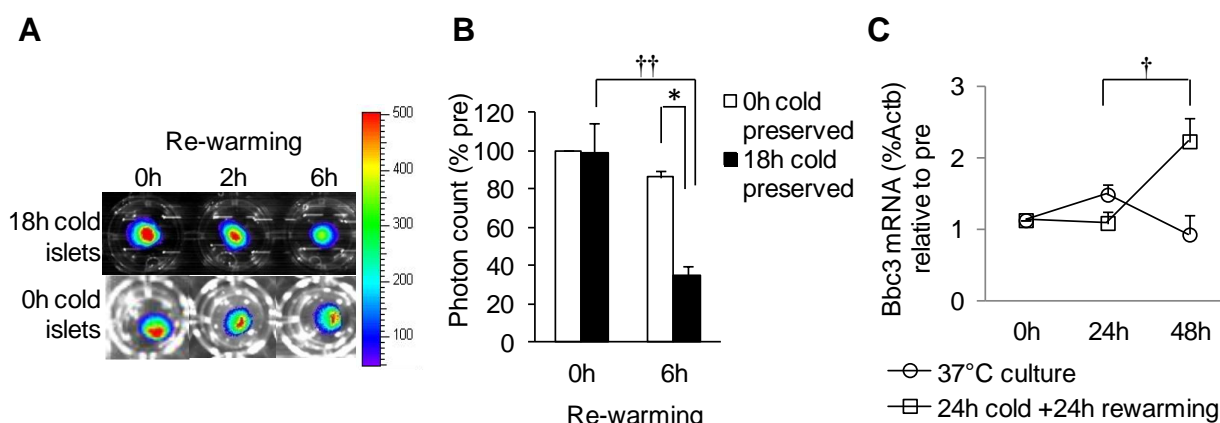 A
Re-warming
0h 2h 6h
18h cold
islets
0h cold
islets
500
400
300
200
100
B
††
*
Photon count (% pre)
120
100
80
60
40
20
0
0h 6h
Re-warming
0h cold
preserved
18h cold
preserved
C
†
Bbc3 mRNA (%Actb)
relative to pre
3
2
1
0
0h 24h 48h
37°C culture
24h cold +24h rewarming